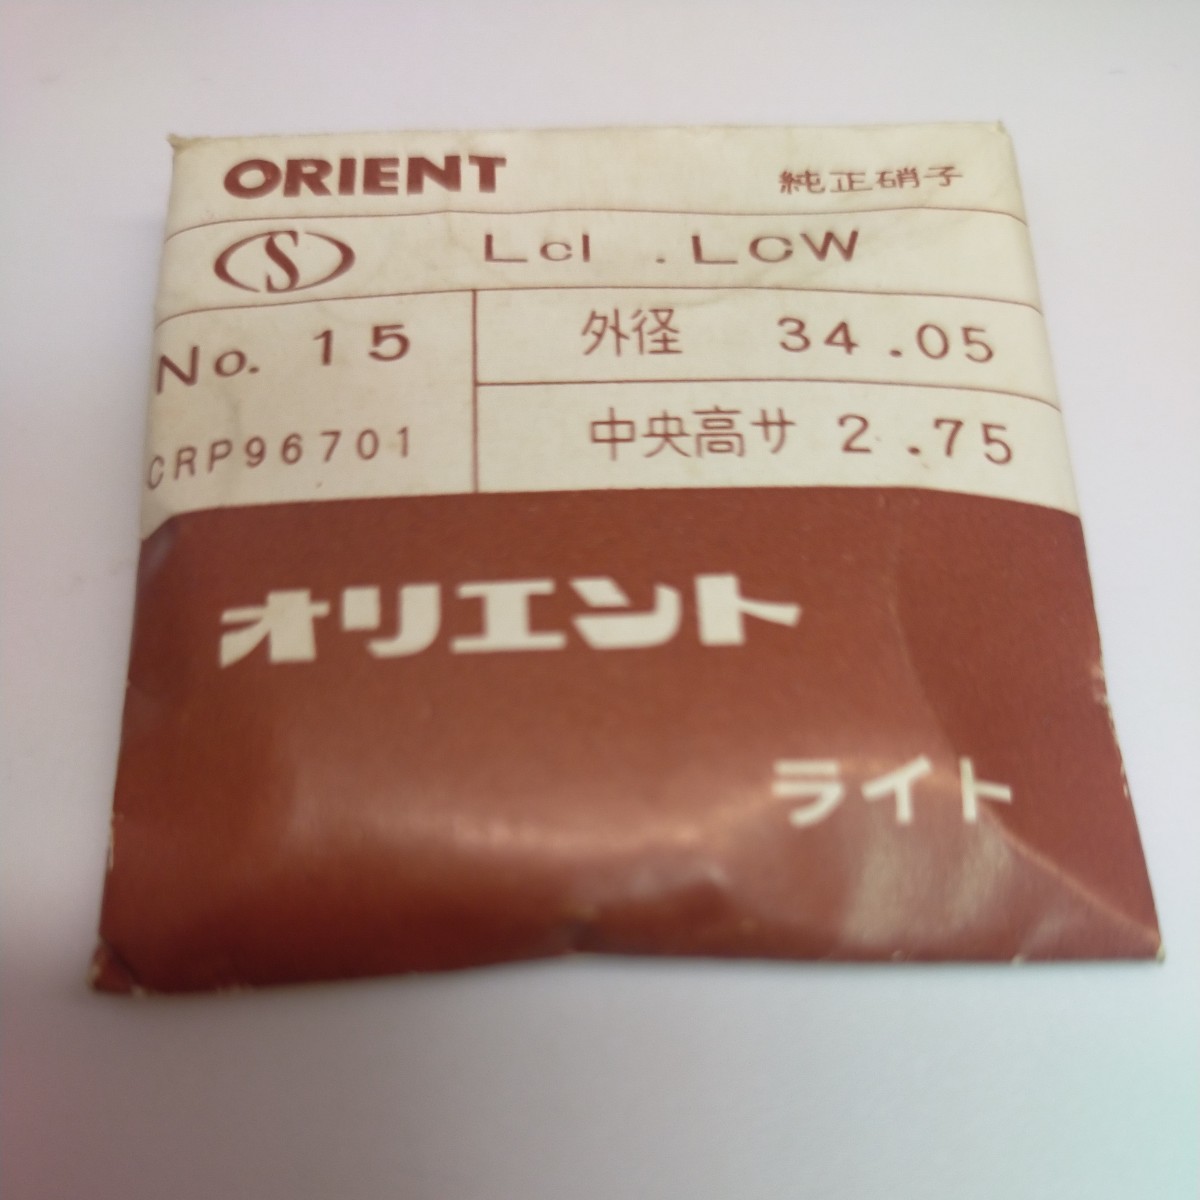 ORIENT 純正硝子
S Lcl .LCW
No. 15 外径 34.05
CRP96701 中央高サ 2.75
オリエント
ライト